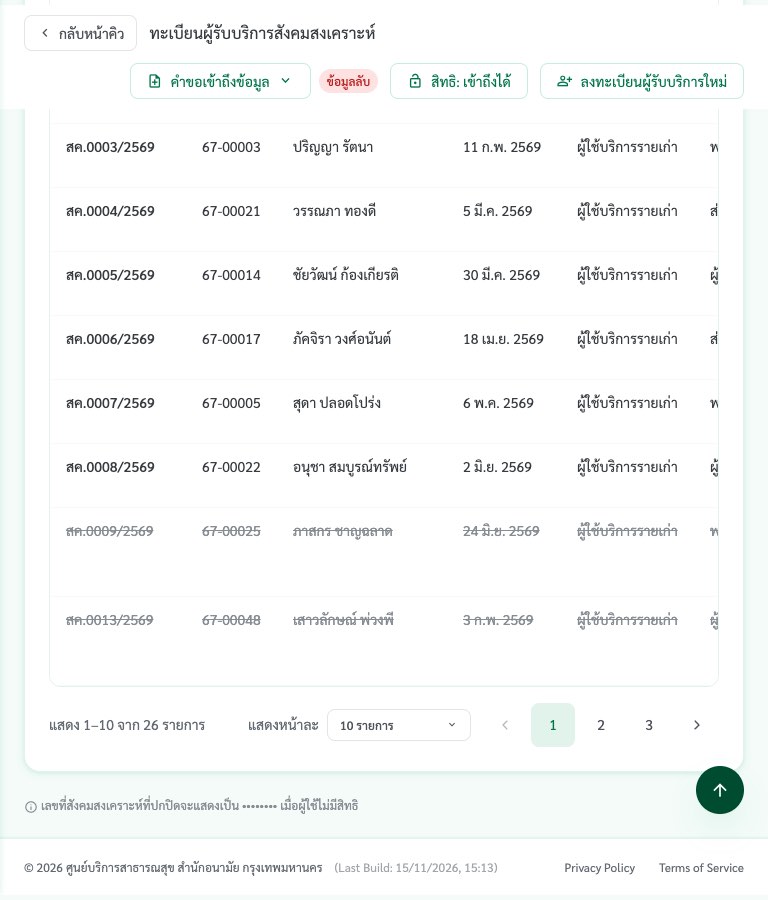 กลับหน้าคิว ทะเบียนผู้รับบริการสังคมสงเคราะห์
คำขอเข้าถึงข้อมูล ข้อมูลลับ สิทธิ: เข้าถึงได้ ลงทะเบียนผู้รับบริการใหม่
สค.0003/2569 67-00003 ปริญญา รัตนา 11 ก.พ. 2569 ผู้ใช้บริการรายเก่า
สค.0004/2569 67-00021 วรรณภา ทองดี 5 มี.ค. 2569 ผู้ใช้บริการรายเก่า
สค.0005/2569 67-00014 ชัยวัฒน์ ก้องเกียรติ 30 มี.ค. 2569 ผู้ใช้บริการรายเก่า
สค.0006/2569 67-00017 ภัคจิรา วงศ์อนันต์ 18 เม.ย. 2569 ผู้ใช้บริการรายเก่า
สค.0007/2569 67-00005 สุดา ปลอดโปร่ง 6 พ.ค. 2569 ผู้ใช้บริการรายเก่า
สค.0008/2569 67-00022 อนุชา สมบูรณ์ทรัพย์ 2 มิ.ย. 2569 ผู้ใช้บริการรายเก่า
สค.0009/2569 67-00025 ภาสกร ชาญฉลาด 24 มิ.ย. 2569 ผู้ใช้บริการรายเก่า
สค.0013/2569 67-00048 เสาวลักษณ์ พ่วงพี 3 ก.พ. 2569 ผู้ใช้บริการรายเก่า
แสดง 1–10 จาก 26 รายการ แสดงหน้าละ 10 รายการ 1 2 3
เลขที่สังคมสงเคราะห์ที่ปกปิดจะแสดงเป็น •••••••• เมื่อผู้ใช้ไม่มีสิทธิ
© 2026 ศูนย์บริการสาธารณสุข สำนักอนามัย กรุงเทพมหานคร (Last Build: 15/11/2026, 15:13) Privacy Policy Terms of Service